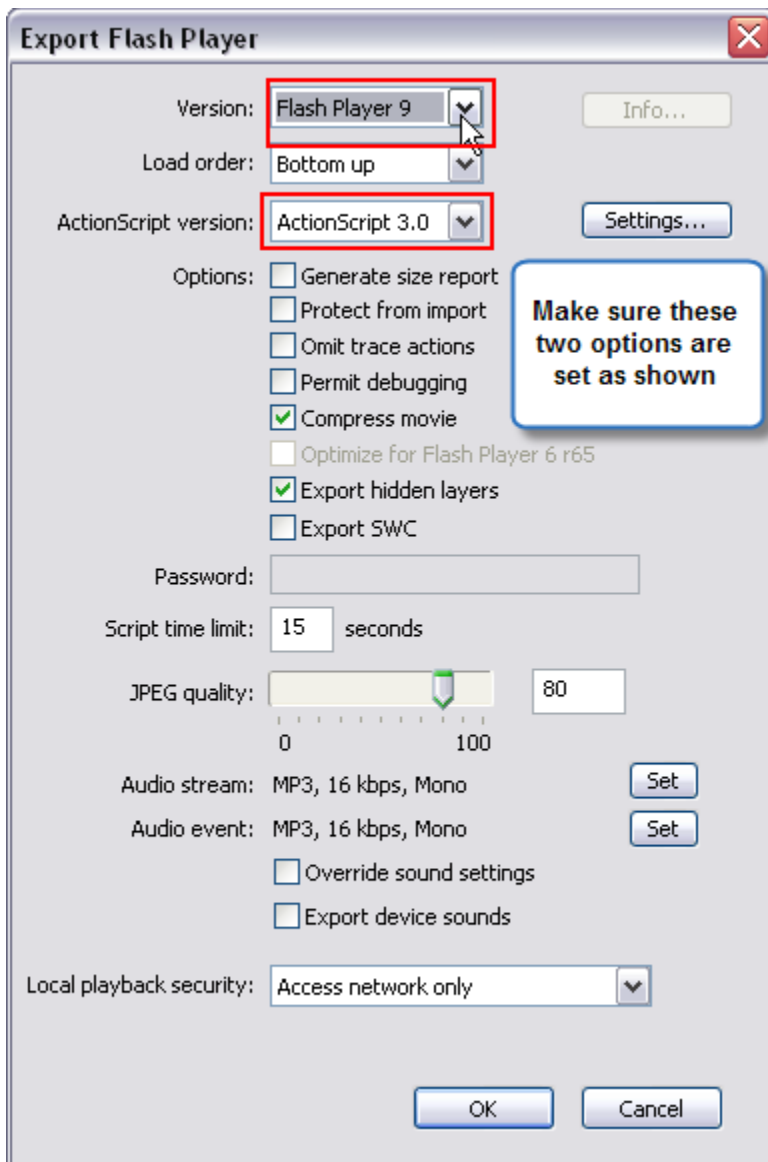 Export Flash Player
Version: Flash Player 9 Info...
Load order: Bottom up
ActionScript version: ActionScript 3.0 Settings...
Options: Generate size report
Protect from import
Omit trace actions
Permit debugging
Compress movie
Optimize for Flash Player 6 r65
Export hidden layers
Export SWC
Make sure these
two options are
set as shown
Password:
Script time limit: 15 seconds
JPEG quality: 80
0 100
Audio stream: MP3, 16 kbps, Mono Set
Audio event: MP3, 16 kbps, Mono Set
Override sound settings
Export device sounds
Local playback security: Access network only
OK Cancel